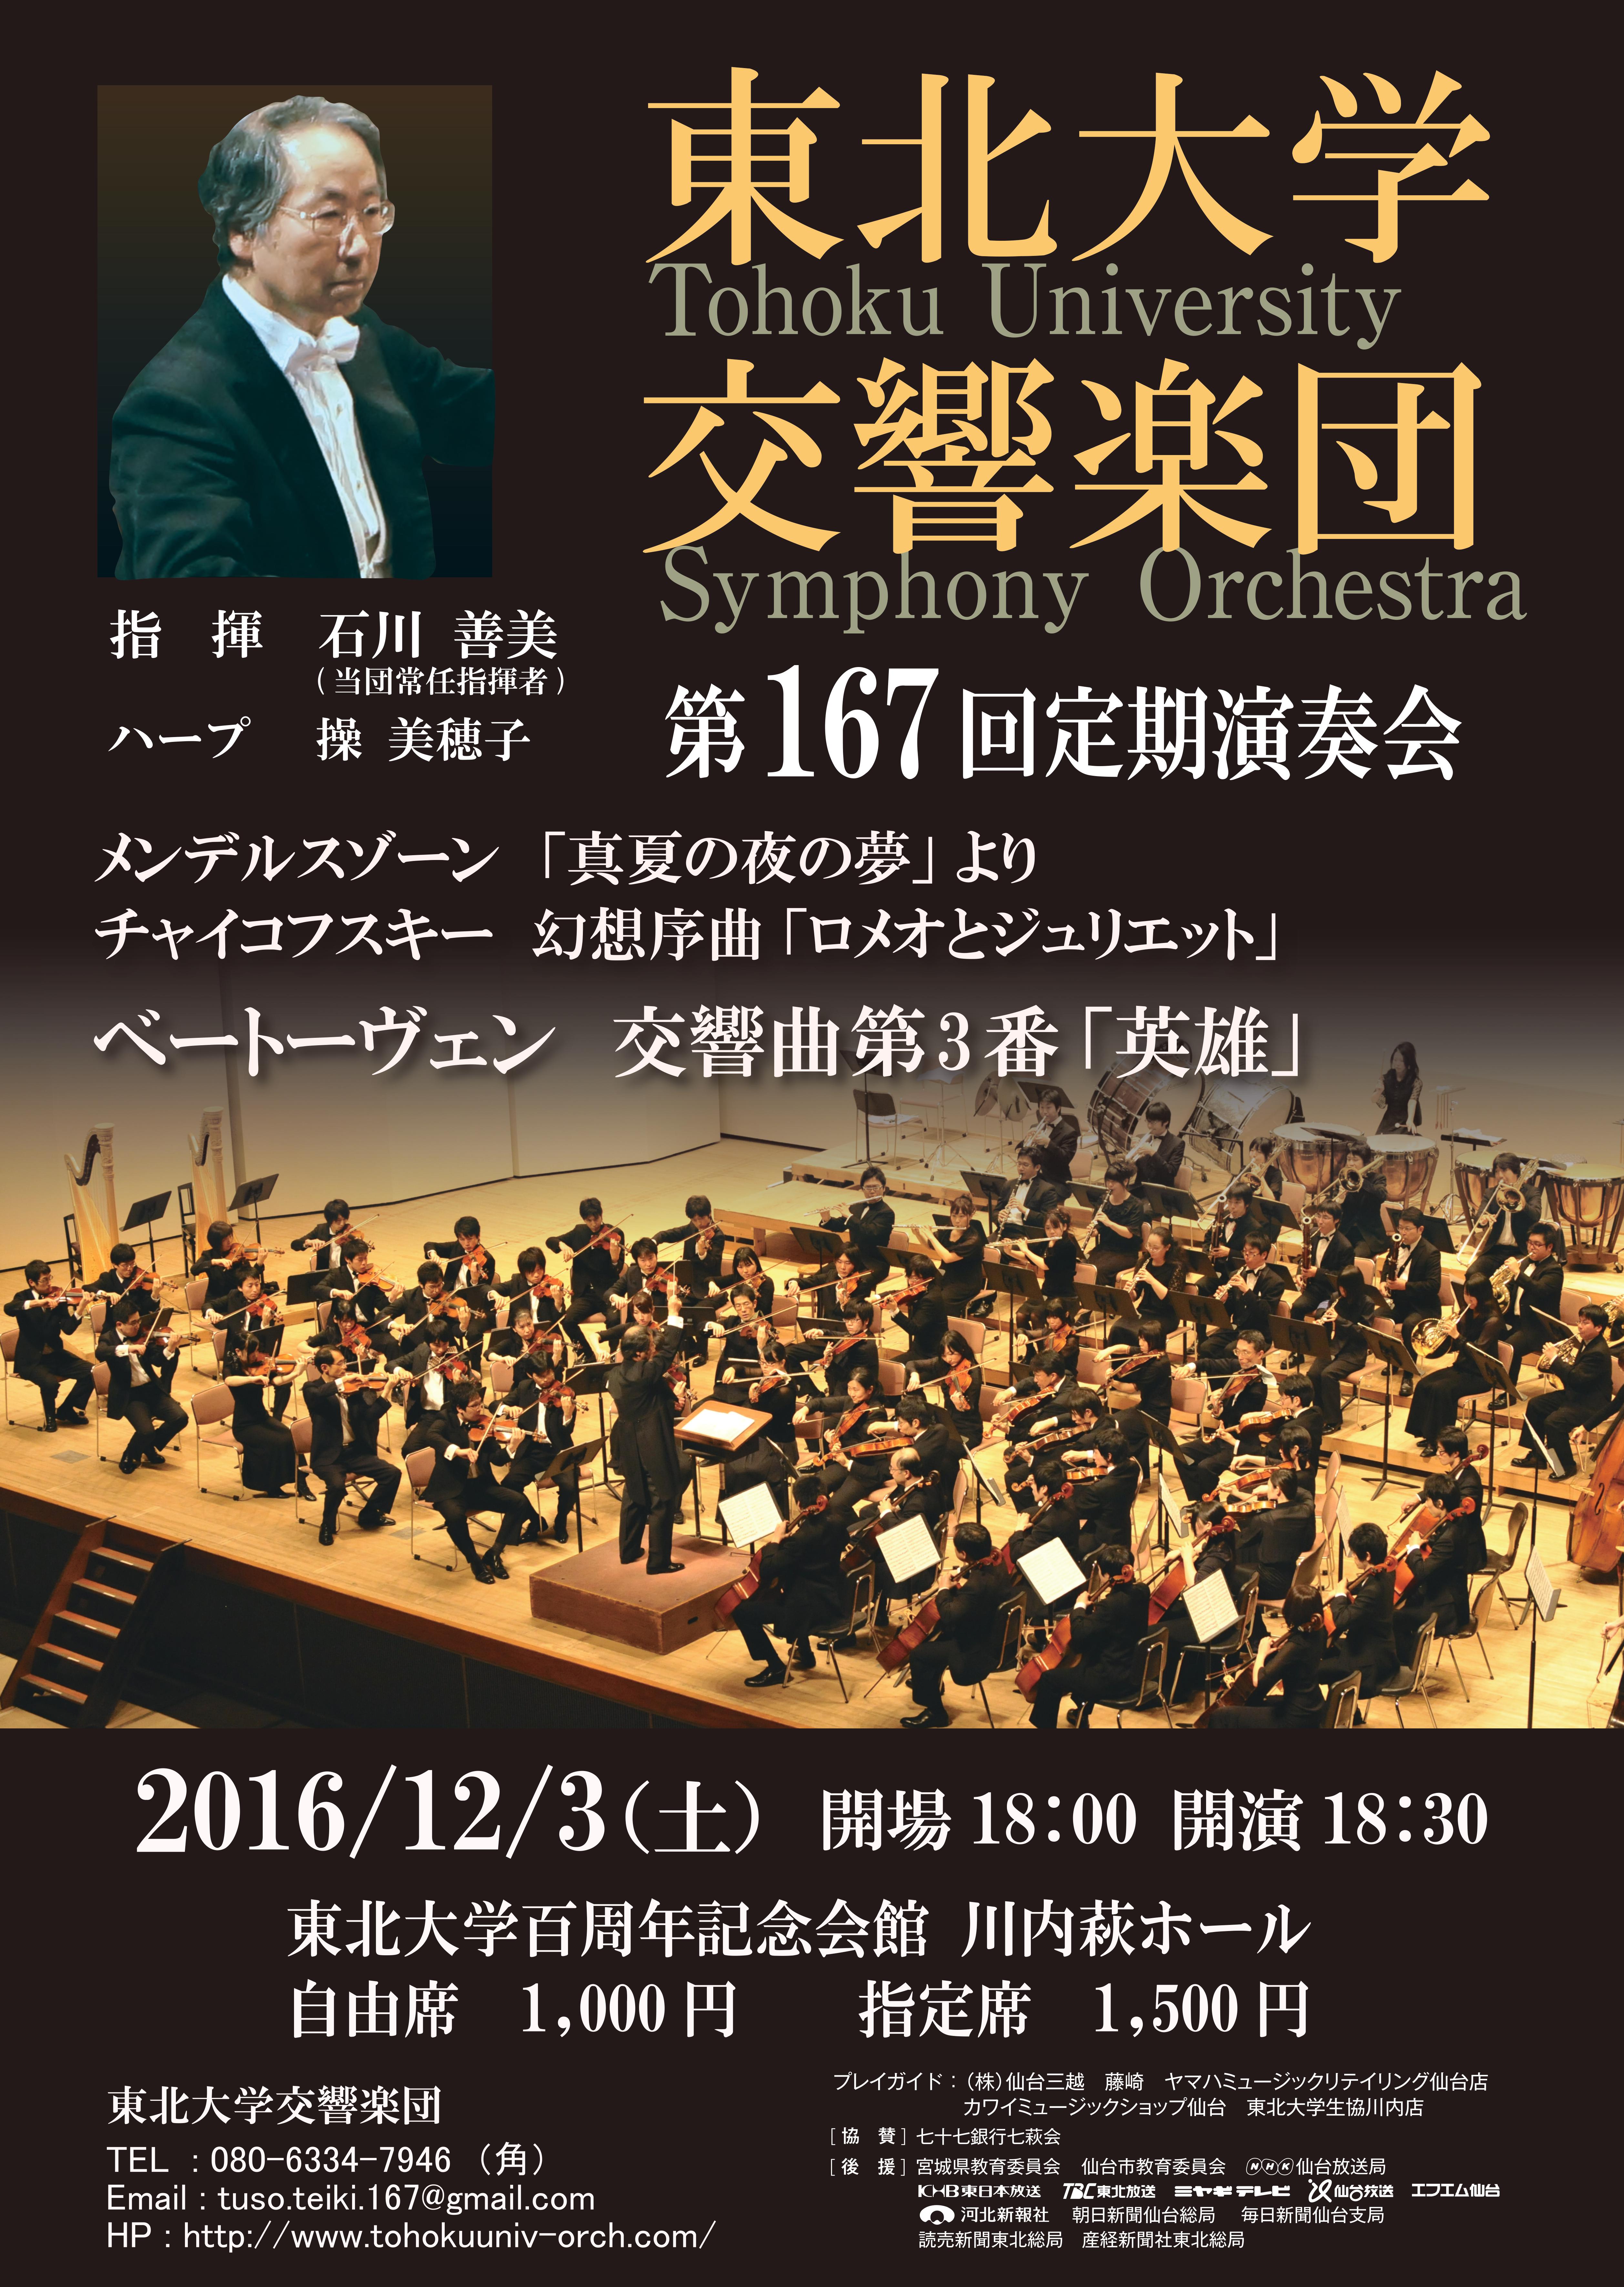 東北大学
Tohoku University
交響楽団
Symphony Orchestra
指 揮 石川 善美
(当団常任指揮者)
ハープ 操 美穂子
第167回定期演奏会
メンデルスゾーン 「真夏の夜の夢」より
チャイコフスキー 幻想序曲「ロメオとジュリエット」
ベートーヴェン 交響曲第3番「英雄」
2016/12/3(土) 開場 18:00 開演 18:30
東北大学百周年記念会館 川内萩ホール
自由席 1,000円 指定席 1,500円
東北大学交響楽団
TEL : 080-6334-7946 (角)
Email : tuso.teiki.167@gmail.com
HP : http://www.tohokuuniv-orch.com/
プレイガイド:(株)仙台三越 藤崎 ヤマハミュージックリテイリング仙台店
カワイミュージックショップ仙台 東北大学生協川内店
[協 賛] 七十七銀行七萩会
[後 援] 宮城県教育委員会 仙台市教育委員会 NHK仙台放送局
KHB東日本放送 TBC東北放送 ミヤギテレビ 仙台放送 エフエム仙台
河北新報社 朝日新聞仙台総局 毎日新聞仙台支局
読売新聞東北総局 産経新聞社東北総局